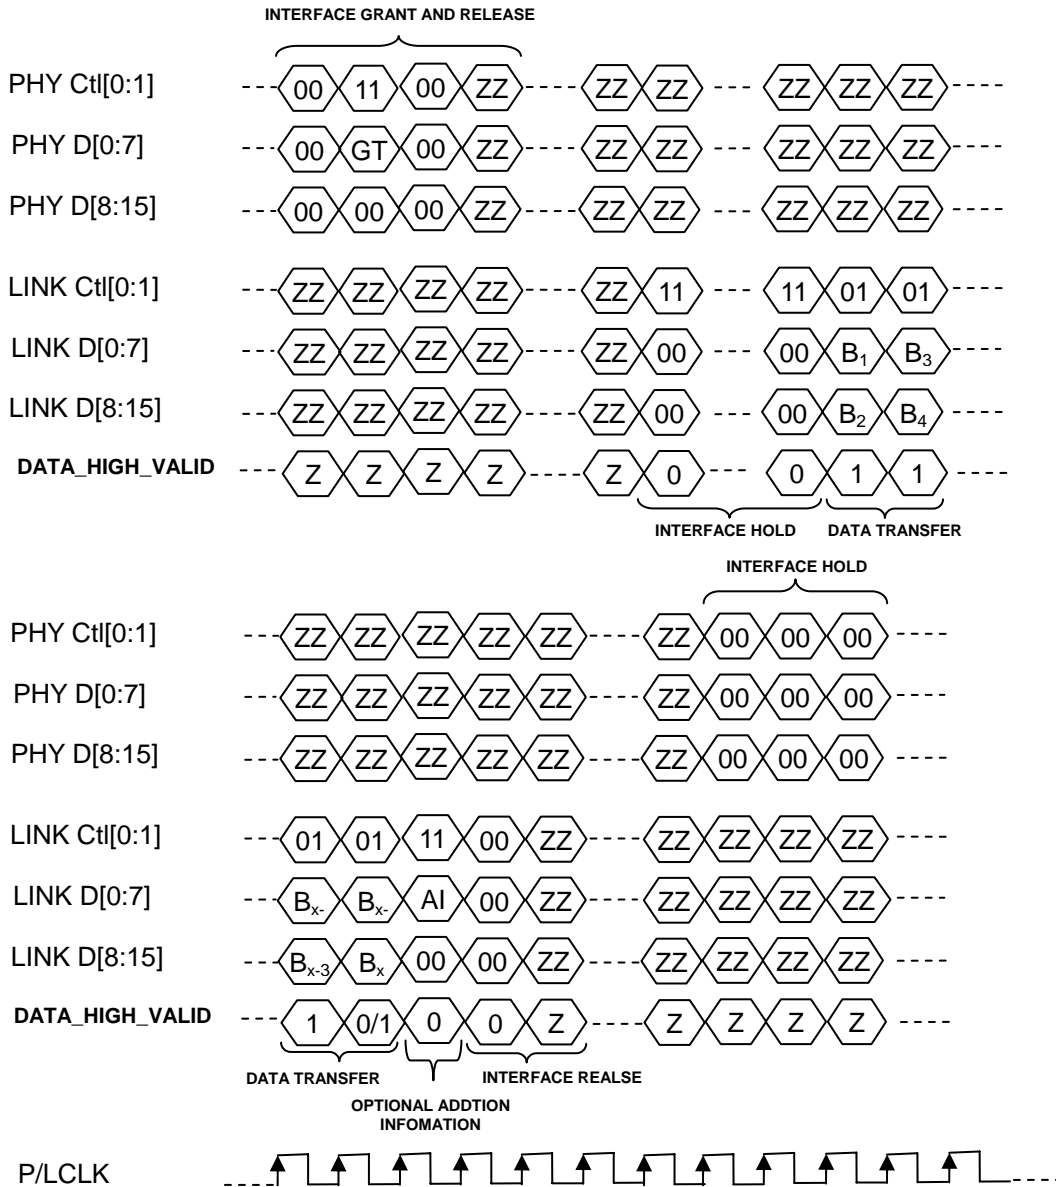 INTERFACE GRANT AND RELEASE
PHY Ctl[0:1] 00 11 00 ZZ ZZ ZZ ZZ ZZ ZZ
PHY D[0:7] 00 GT 00 ZZ ZZ ZZ ZZ ZZ ZZ
PHY D[8:15] 00 00 00 ZZ ZZ ZZ ZZ ZZ ZZ
LINK Ctl[0:1] ZZ ZZ ZZ ZZ ZZ 11 11 01 01
LINK D[0:7] ZZ ZZ ZZ ZZ ZZ 00 00 B1 B3
LINK D[8:15] ZZ ZZ ZZ ZZ ZZ 00 00 B2 B4
DATA_HIGH_VALID Z Z Z Z Z 0 0 1 1
INTERFACE HOLD DATA TRANSFER
INTERFACE HOLD
PHY Ctl[0:1] ZZ ZZ ZZ ZZ ZZ ZZ 00 00 00
PHY D[0:7] ZZ ZZ ZZ ZZ ZZ ZZ 00 00 00
PHY D[8:15] ZZ ZZ ZZ ZZ ZZ ZZ 00 00 00
LINK Ctl[0:1] 01 01 11 00 ZZ ZZ ZZ ZZ ZZ
LINK D[0:7] Bx- Bx- AI 00 ZZ ZZ ZZ ZZ ZZ
LINK D[8:15] Bx-3 Bx 00 00 ZZ ZZ ZZ ZZ ZZ
DATA_HIGH_VALID 1 0/1 0 0 Z Z Z Z Z
DATA TRANSFER INTERFACE REALSE
OPTIONAL ADDTION
INFOMATION
P/LCLK